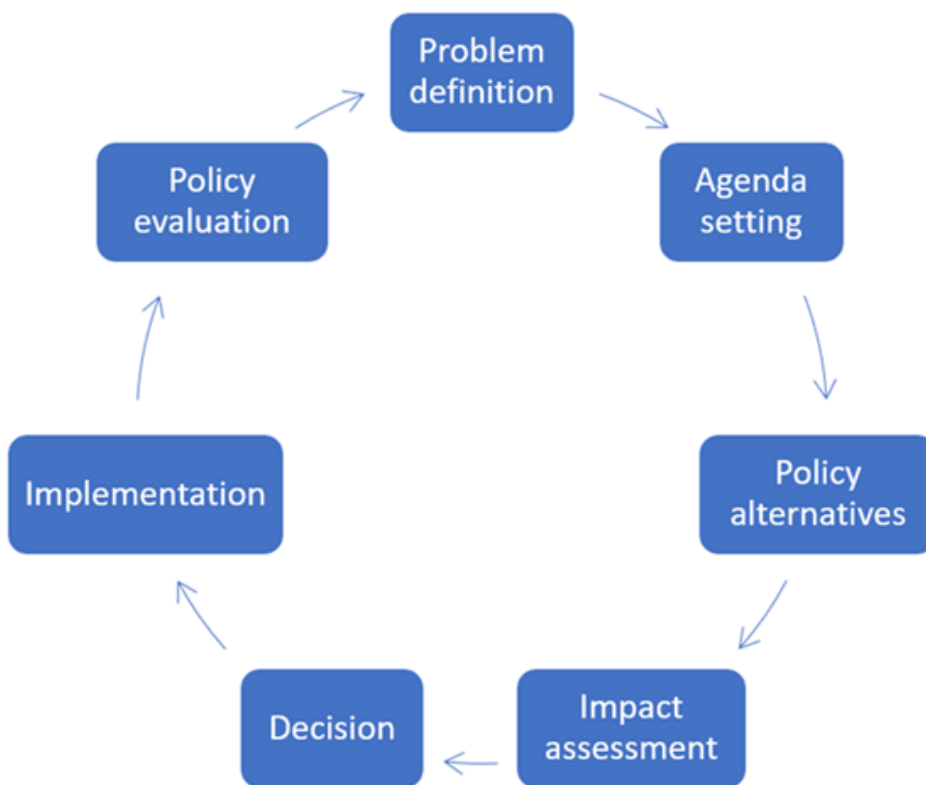 Problem
definition
Agenda
setting
Policy
alternatives
Impact
assessment
Decision
Implementation
Policy
evaluation